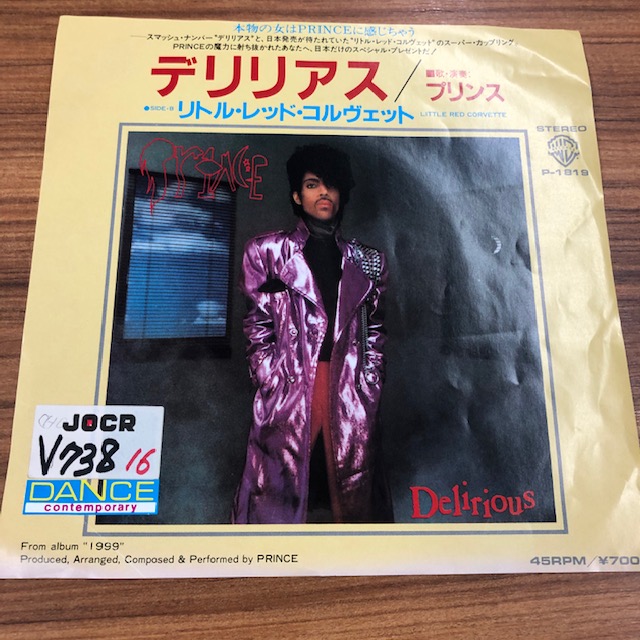 本物の女はPRINCEに感じちゃう
——スマッシュ・ナンバー"デリリアス"と、日本発売が待たれていた"リトル・レッド・コルヴェット"のスーパー・カップリング
PRINCEの魔力に射ち抜かれたあなたへ、日本だけのスペシャル・プレゼントだ!
デリリアス/
唄・演奏:
プリンス
●SIDE・B リトル・レッド・コルヴェット LITTLE RED CORVETTE
STEREO
P-1819
PRINCE
JOCR
V738 16
DANCE
contemporary
Delirious
From album "1999"
Produced, Arranged, Composed & Performed by PRINCE
45RPM/¥700